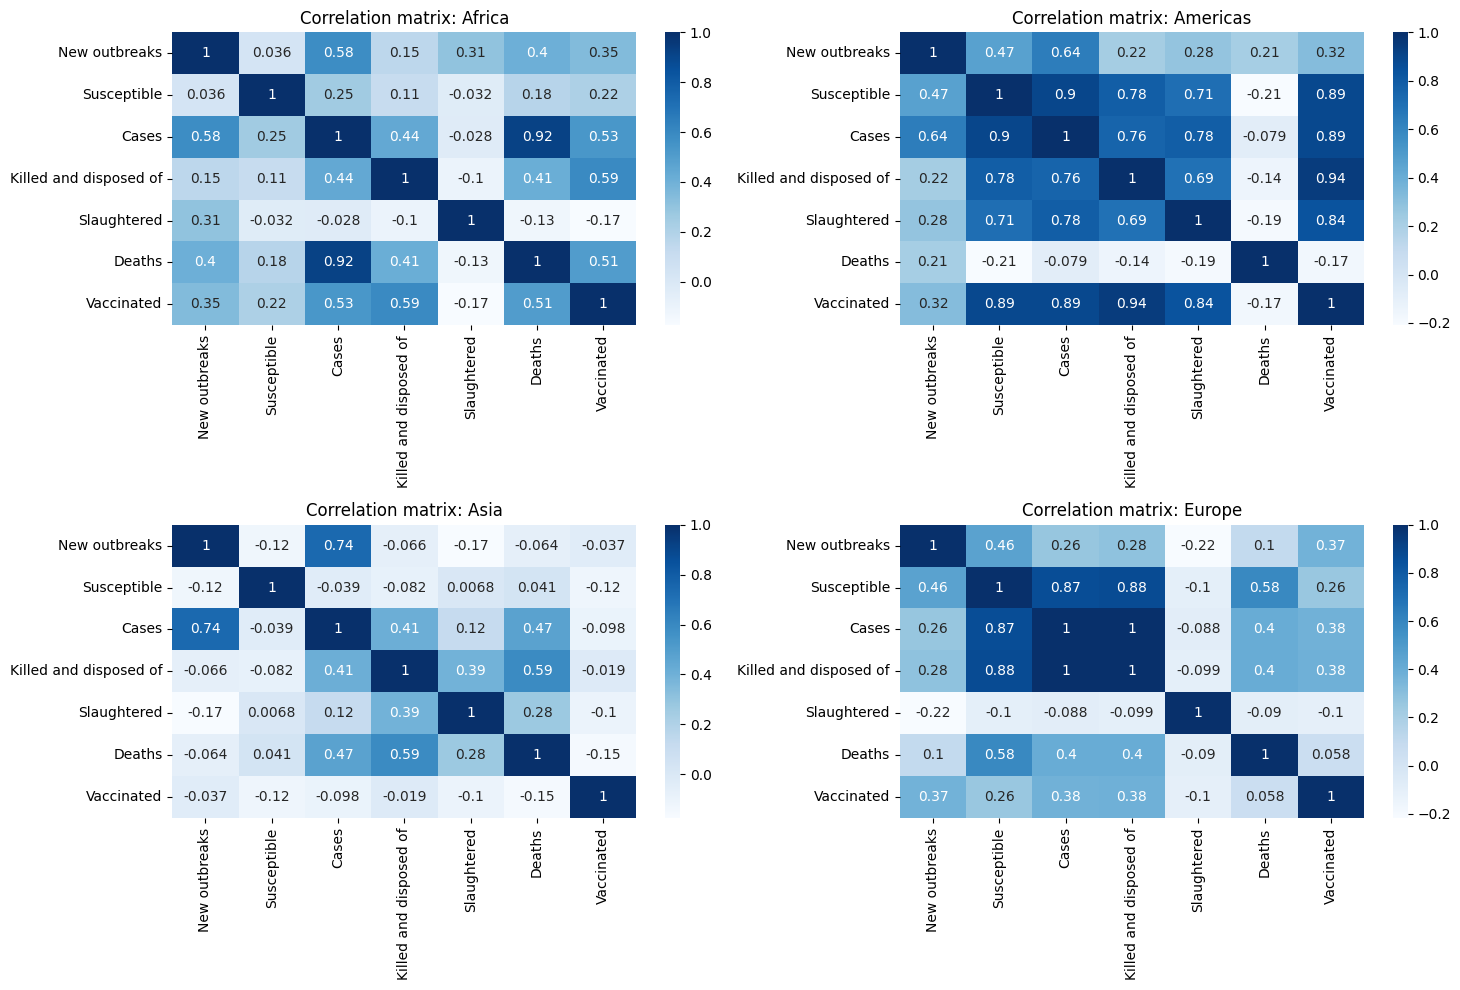 Correlation matrix: Africa
New outbreaks 1 0.036 0.58 0.15 0.31 0.4 0.35
Susceptible 0.036 1 0.25 0.11 -0.032 0.18 0.22
Cases 0.58 0.25 1 0.44 -0.028 0.92 0.53
Killed and disposed of 0.15 0.11 0.44 1 -0.1 0.41 0.59
Slaughtered 0.31 -0.032 -0.028 -0.1 1 -0.13 -0.17
Deaths 0.4 0.18 0.92 0.41 -0.13 1 0.51
Vaccinated 0.35 0.22 0.53 0.59 -0.17 0.51 1
New outbreaks
Susceptible
Cases
Killed and disposed of
Slaughtered
Deaths
Vaccinated
1.0
0.8
0.6
0.4
0.2
0.0
Correlation matrix: Americas
New outbreaks 1 0.47 0.64 0.22 0.28 0.21 0.32
Susceptible 0.47 1 0.9 0.78 0.71 -0.21 0.89
Cases 0.64 0.9 1 0.76 0.78 -0.079 0.89
Killed and disposed of 0.22 0.78 0.76 1 0.69 -0.14 0.94
Slaughtered 0.28 0.71 0.78 0.69 1 -0.19 0.84
Deaths 0.21 -0.21 -0.079 -0.14 -0.19 1 -0.17
Vaccinated 0.32 0.89 0.89 0.94 0.84 -0.17 1
New outbreaks
Susceptible
Cases
Killed and disposed of
Slaughtered
Deaths
Vaccinated
1.0
0.8
0.6
0.4
0.2
0.0
−0.2
Correlation matrix: Asia
New outbreaks 1 -0.12 0.74 -0.066 -0.17 -0.064 -0.037
Susceptible -0.12 1 -0.039 -0.082 0.0068 0.041 -0.12
Cases 0.74 -0.039 1 0.41 0.12 0.47 -0.098
Killed and disposed of -0.066 -0.082 0.41 1 0.39 0.59 -0.019
Slaughtered -0.17 0.0068 0.12 0.39 1 0.28 -0.1
Deaths -0.064 0.041 0.47 0.59 0.28 1 -0.15
Vaccinated -0.037 -0.12 -0.098 -0.019 -0.1 -0.15 1
New outbreaks
Susceptible
Cases
Killed and disposed of
Slaughtered
Deaths
Vaccinated
1.0
0.8
0.6
0.4
0.2
0.0
Correlation matrix: Europe
New outbreaks 1 0.46 0.26 0.28 -0.22 0.1 0.37
Susceptible 0.46 1 0.87 0.88 -0.1 0.58 0.26
Cases 0.26 0.87 1 1 -0.088 0.4 0.38
Killed and disposed of 0.28 0.88 1 1 -0.099 0.4 0.38
Slaughtered -0.22 -0.1 -0.088 -0.099 1 -0.09 -0.1
Deaths 0.1 0.58 0.4 0.4 -0.09 1 0.058
Vaccinated 0.37 0.26 0.38 0.38 -0.1 0.058 1
New outbreaks
Susceptible
Cases
Killed and disposed of
Slaughtered
Deaths
Vaccinated
1.0
0.8
0.6
0.4
0.2
0.0
−0.2